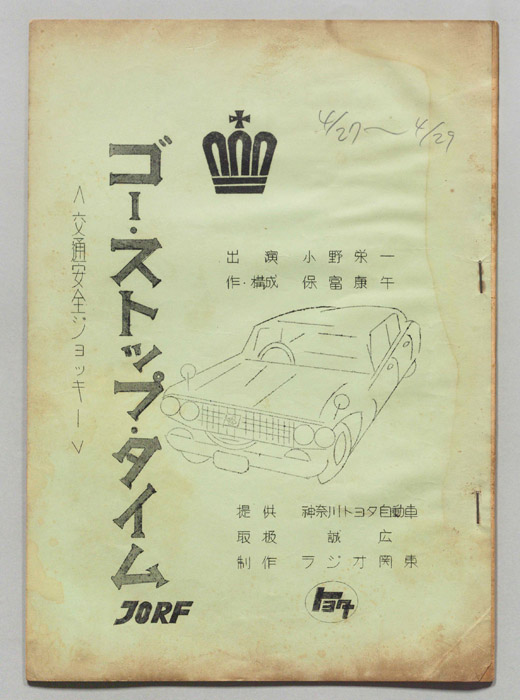 4/27〜4/29
ゴー・ストップ・タイム
<交通安全ジョッキー>
出演 小野栄一
作・構成 保富康午
提供 神奈川トヨタ自動車
取扱 誠広
制作 ラジオ関東
JORF
トヨタ